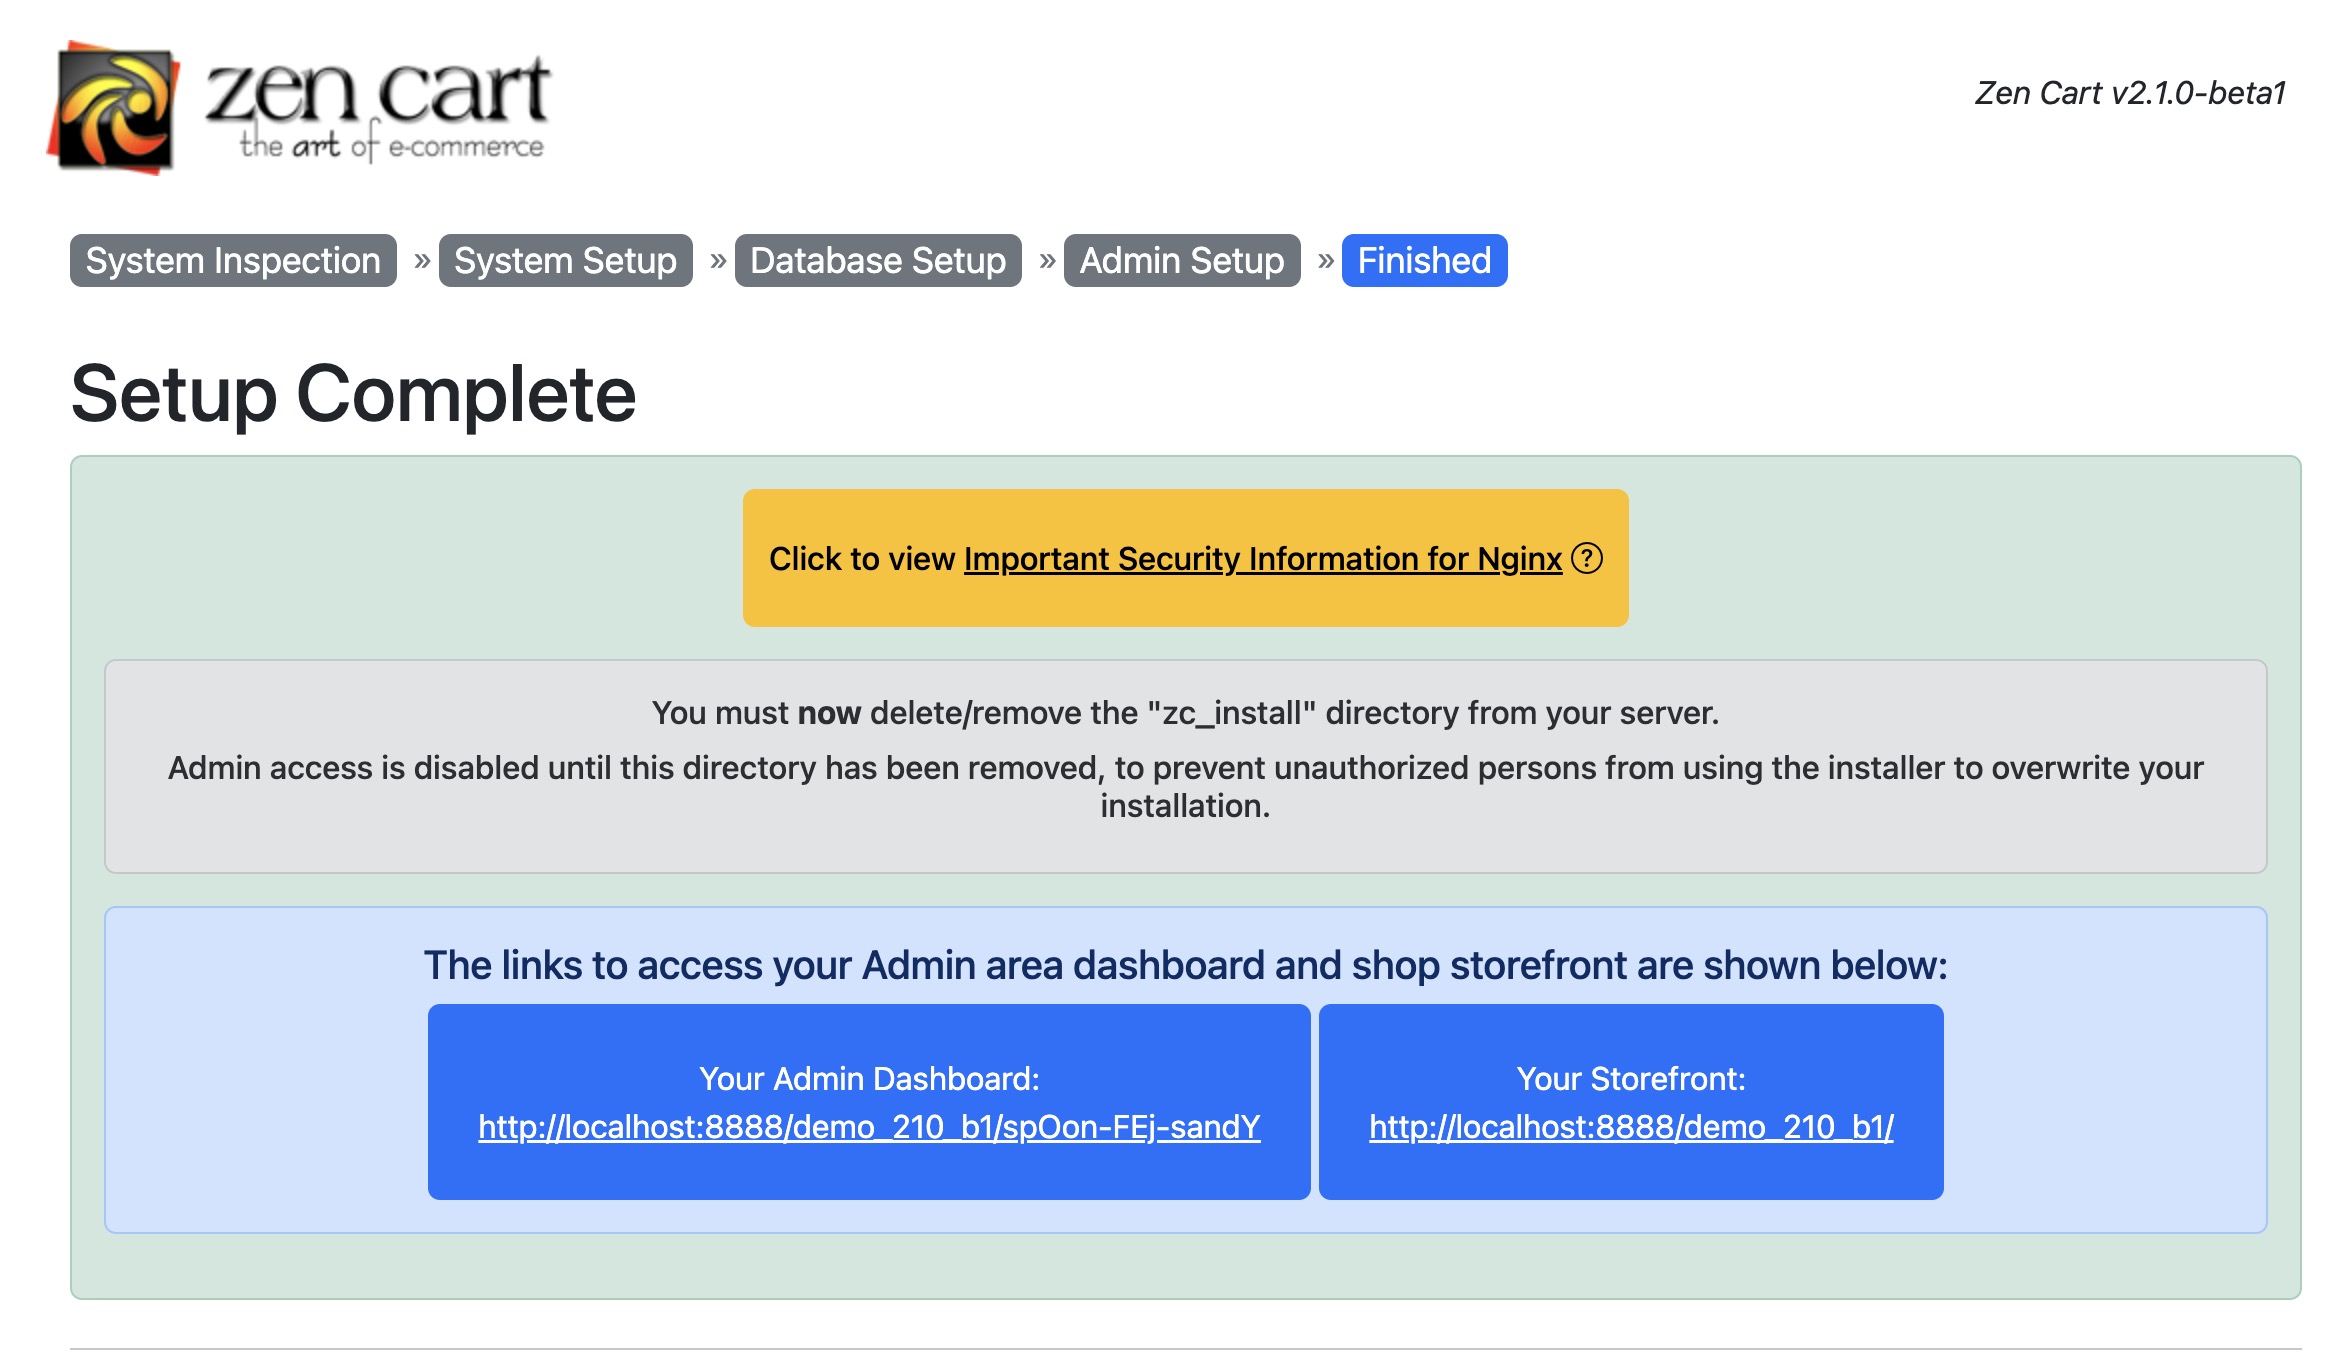 zen cart
the art of e-commerce
Zen Cart v2.1.0-beta1
System Inspection » System Setup » Database Setup » Admin Setup » Finished
Setup Complete
Click to view Important Security Information for Nginx ?
You must now delete/remove the "zc_install" directory from your server.
Admin access is disabled until this directory has been removed, to prevent unauthorized persons from using the installer to overwrite your
installation.
The links to access your Admin area dashboard and shop storefront are shown below:
Your Admin Dashboard:
http://localhost:8888/demo_210_b1/spOon-FEj-sandY
Your Storefront:
http://localhost:8888/demo_210_b1/